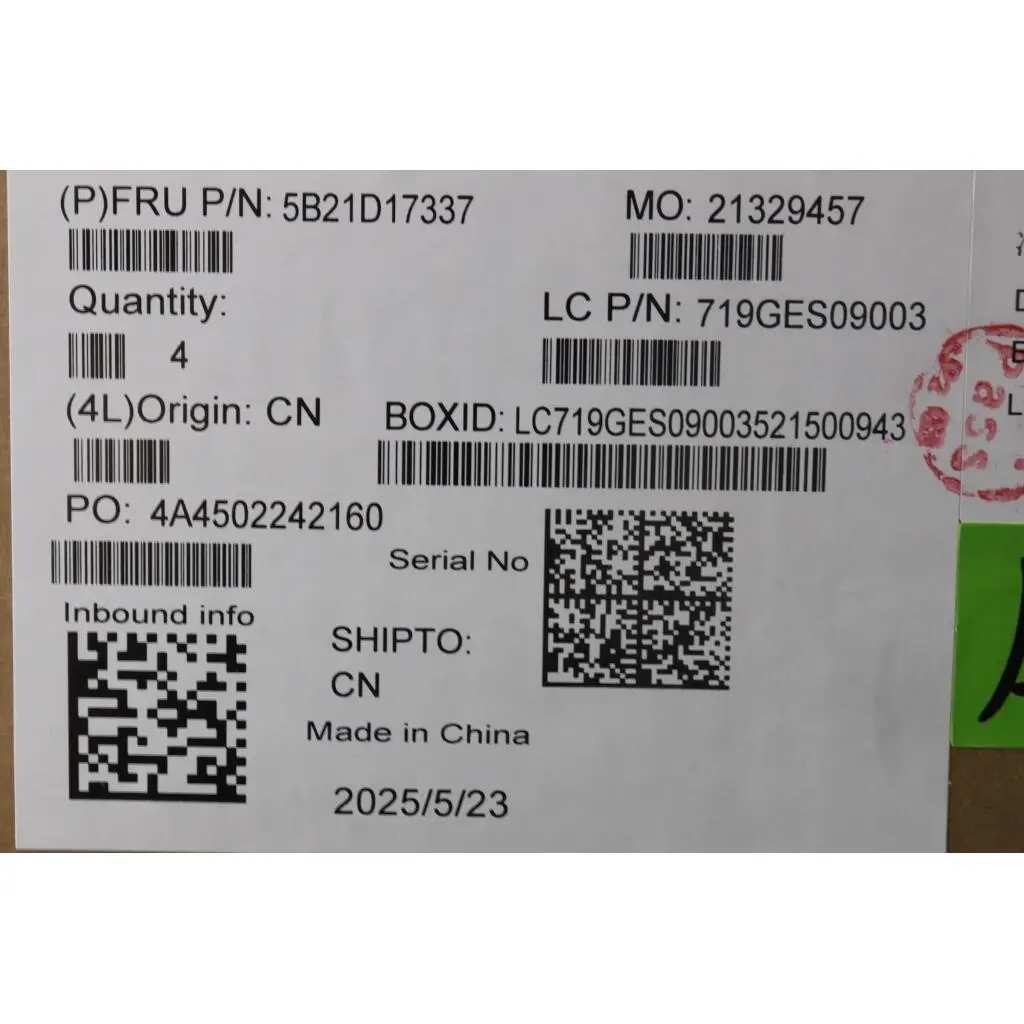 (P)FRU P/N: 5B21D17337
MO: 21329457
Quantity:
4
LC P/N: 719GES09003
(4L)Origin: CN
BOXID: LC719GES09003521500943
PO: 4A4502242160
Serial No
Inbound info
SHIPTO:
CN
Made in China
2025/5/23